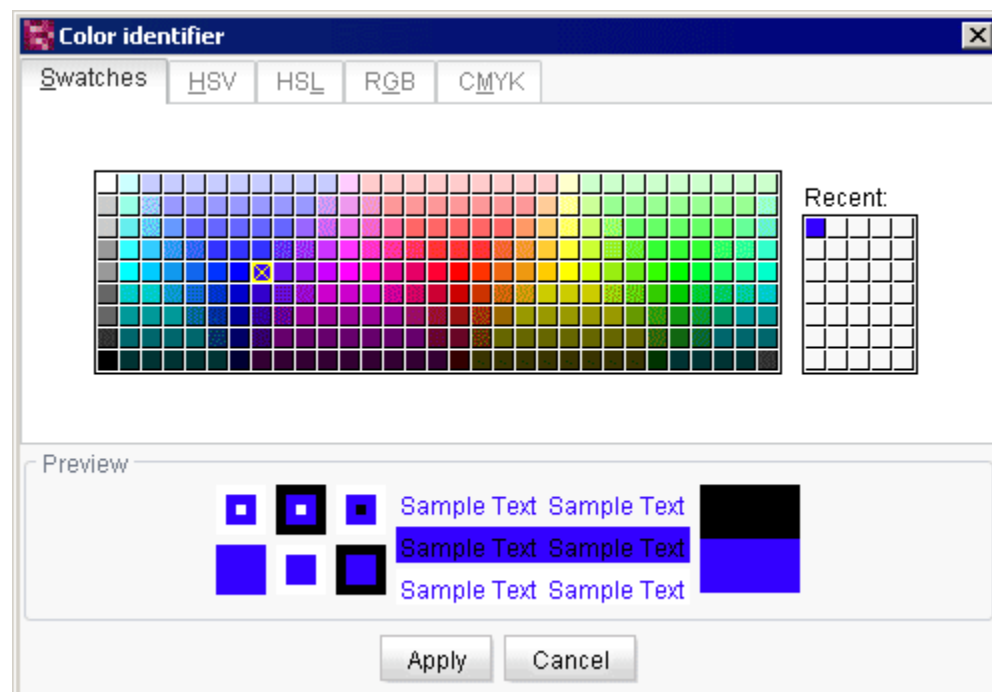 Color identifier
Swatches HSV HSL RGB CMYK
Recent:
Preview
Sample Text Sample Text
Sample Text Sample Text
Sample Text Sample Text
Apply Cancel